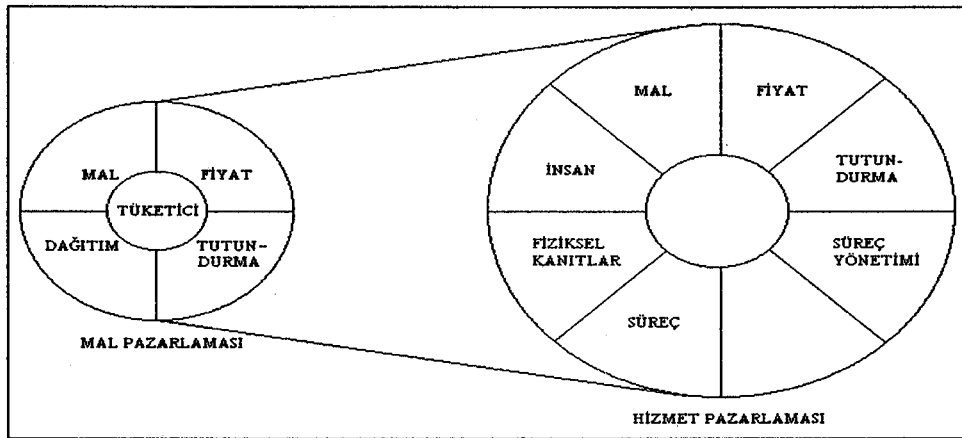 MAL
FİYAT
TÜKETİCİ
DAĞITIM
TUTUN-
DURMA
MAL PAZARLAMASI
MAL
FİYAT
İNSAN
TUTUN-
DURMA
FİZİKSEL
KANITLAR
SÜREÇ
YÖNETİMİ
SÜREÇ
HİZMET PAZARLAMASI